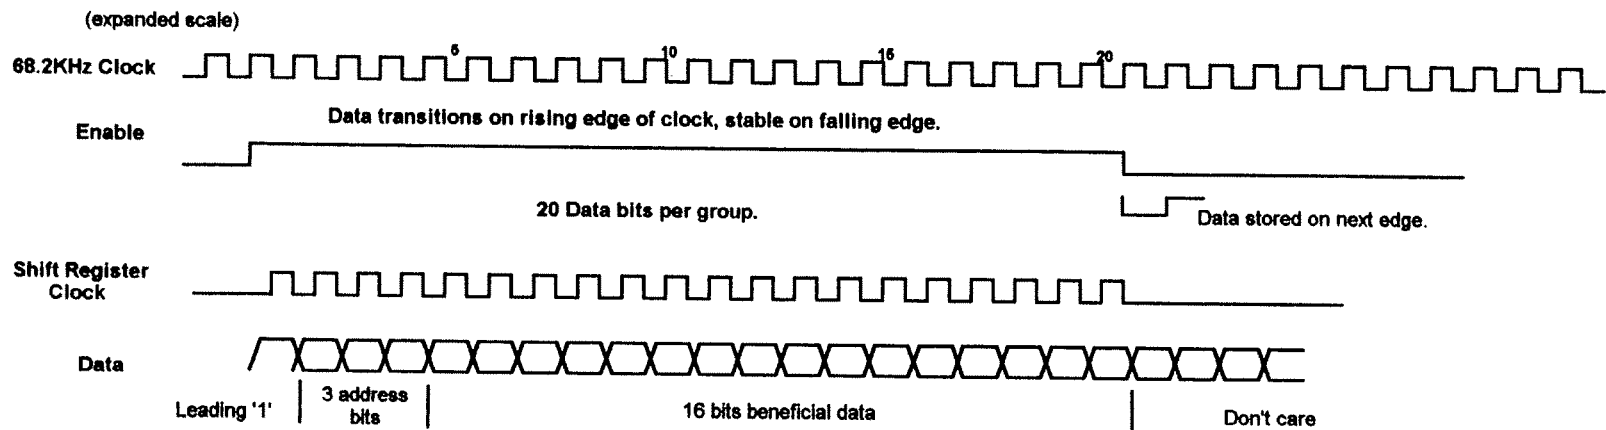 (expanded scale)
5 10 15 20
68.2KHz Clock
Data transitions on rising edge of clock, stable on falling edge.
Enable
20 Data bits per group.
Data stored on next edge.
Shift Register
Clock
Data
Leading '1'
3 address
bits
16 bits beneficial data
Don't care